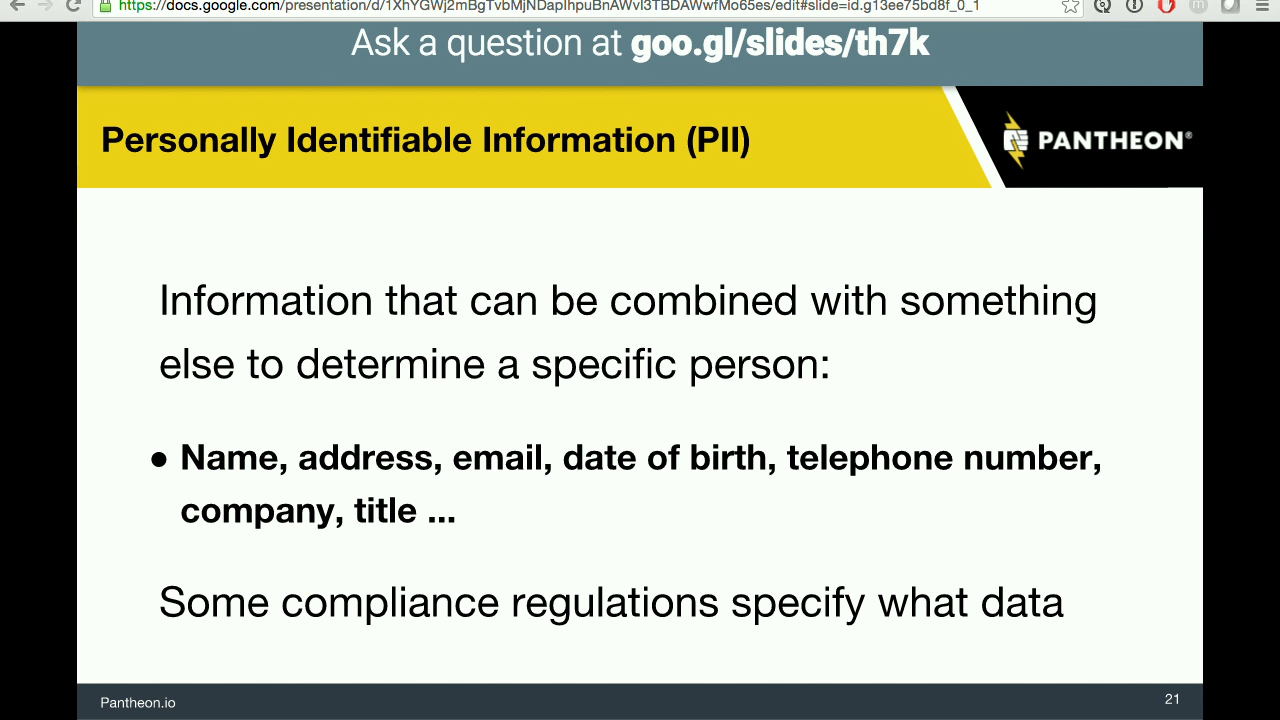 https://docs.google.com/presentation/d/1XhYGWj2mBgTvbMjNDapIhpuBnAWvl3TBDAWwfMo65es/edit#slide=id.g13ee75bd8f_0_1
Ask a question at goo.gl/slides/th7k
Personally Identifiable Information (PII)
PANTHEON®
Information that can be combined with something
else to determine a specific person:
● Name, address, email, date of birth, telephone number,
company, title ...
Some compliance regulations specify what data
Pantheon.io
21